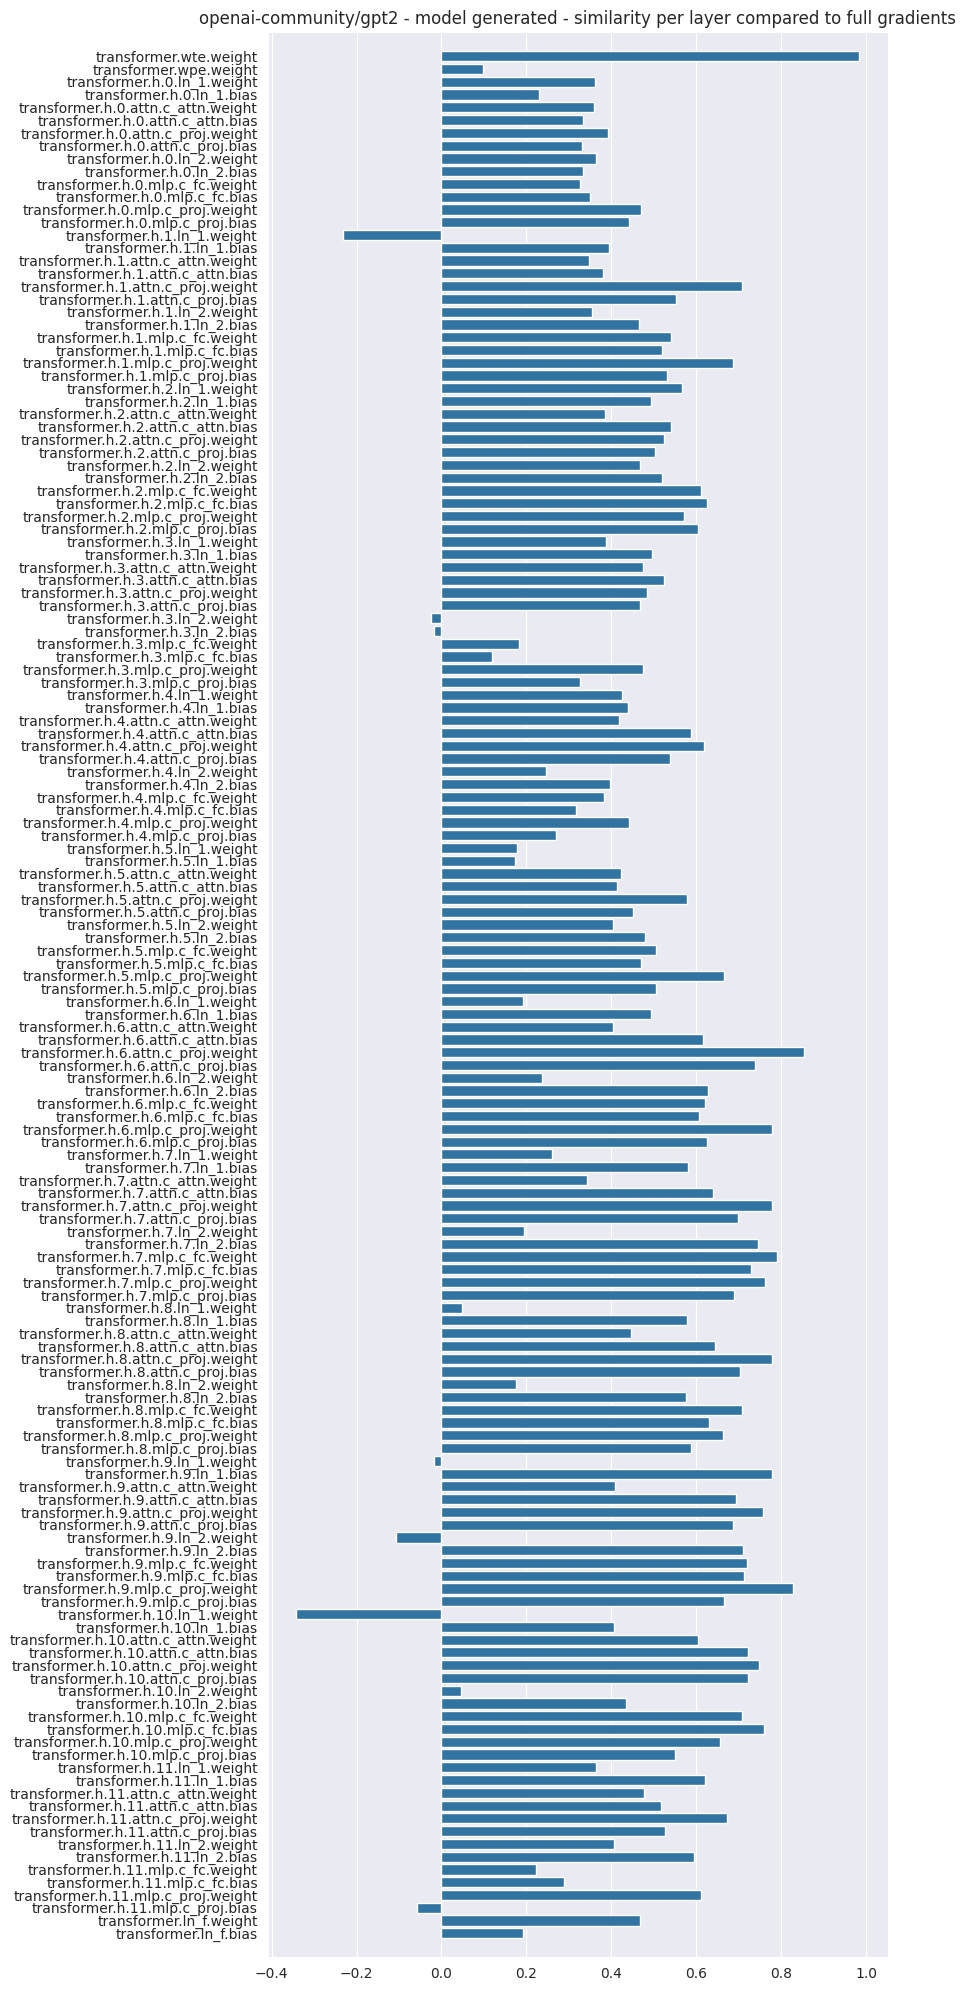 openai-community/gpt2 - model generated - similarity per layer compared to full gradients
transformer.wte.weight
transformer.wpe.weight
transformer.h.0.ln_1.weight
transformer.h.0.ln_1.bias
transformer.h.0.attn.c_attn.weight
transformer.h.0.attn.c_attn.bias
transformer.h.0.attn.c_proj.weight
transformer.h.0.attn.c_proj.bias
transformer.h.0.ln_2.weight
transformer.h.0.ln_2.bias
transformer.h.0.mlp.c_fc.weight
transformer.h.0.mlp.c_fc.bias
transformer.h.0.mlp.c_proj.weight
transformer.h.0.mlp.c_proj.bias
transformer.h.1.ln_1.weight
transformer.h.1.ln_1.bias
transformer.h.1.attn.c_attn.weight
transformer.h.1.attn.c_attn.bias
transformer.h.1.attn.c_proj.weight
transformer.h.1.attn.c_proj.bias
transformer.h.1.ln_2.weight
transformer.h.1.ln_2.bias
transformer.h.1.mlp.c_fc.weight
transformer.h.1.mlp.c_fc.bias
transformer.h.1.mlp.c_proj.weight
transformer.h.1.mlp.c_proj.bias
transformer.h.2.ln_1.weight
transformer.h.2.ln_1.bias
transformer.h.2.attn.c_attn.weight
transformer.h.2.attn.c_attn.bias
transformer.h.2.attn.c_proj.weight
transformer.h.2.attn.c_proj.bias
transformer.h.2.ln_2.weight
transformer.h.2.ln_2.bias
transformer.h.2.mlp.c_fc.weight
transformer.h.2.mlp.c_fc.bias
transformer.h.2.mlp.c_proj.weight
transformer.h.2.mlp.c_proj.bias
transformer.h.3.ln_1.weight
transformer.h.3.ln_1.bias
transformer.h.3.attn.c_attn.weight
transformer.h.3.attn.c_attn.bias
transformer.h.3.attn.c_proj.weight
transformer.h.3.attn.c_proj.bias
transformer.h.3.ln_2.weight
transformer.h.3.ln_2.bias
transformer.h.3.mlp.c_fc.weight
transformer.h.3.mlp.c_fc.bias
transformer.h.3.mlp.c_proj.weight
transformer.h.3.mlp.c_proj.bias
transformer.h.4.ln_1.weight
transformer.h.4.ln_1.bias
transformer.h.4.attn.c_attn.weight
transformer.h.4.attn.c_attn.bias
transformer.h.4.attn.c_proj.weight
transformer.h.4.attn.c_proj.bias
transformer.h.4.ln_2.weight
transformer.h.4.ln_2.bias
transformer.h.4.mlp.c_fc.weight
transformer.h.4.mlp.c_fc.bias
transformer.h.4.mlp.c_proj.weight
transformer.h.4.mlp.c_proj.bias
transformer.h.5.ln_1.weight
transformer.h.5.ln_1.bias
transformer.h.5.attn.c_attn.weight
transformer.h.5.attn.c_attn.bias
transformer.h.5.attn.c_proj.weight
transformer.h.5.attn.c_proj.bias
transformer.h.5.ln_2.weight
transformer.h.5.ln_2.bias
transformer.h.5.mlp.c_fc.weight
transformer.h.5.mlp.c_fc.bias
transformer.h.5.mlp.c_proj.weight
transformer.h.5.mlp.c_proj.bias
transformer.h.6.ln_1.weight
transformer.h.6.ln_1.bias
transformer.h.6.attn.c_attn.weight
transformer.h.6.attn.c_attn.bias
transformer.h.6.attn.c_proj.weight
transformer.h.6.attn.c_proj.bias
transformer.h.6.ln_2.weight
transformer.h.6.ln_2.bias
transformer.h.6.mlp.c_fc.weight
transformer.h.6.mlp.c_fc.bias
transformer.h.6.mlp.c_proj.weight
transformer.h.6.mlp.c_proj.bias
transformer.h.7.ln_1.weight
transformer.h.7.ln_1.bias
transformer.h.7.attn.c_attn.weight
transformer.h.7.attn.c_attn.bias
transformer.h.7.attn.c_proj.weight
transformer.h.7.attn.c_proj.bias
transformer.h.7.ln_2.weight
transformer.h.7.ln_2.bias
transformer.h.7.mlp.c_fc.weight
transformer.h.7.mlp.c_fc.bias
transformer.h.7.mlp.c_proj.weight
transformer.h.7.mlp.c_proj.bias
transformer.h.8.ln_1.weight
transformer.h.8.ln_1.bias
transformer.h.8.attn.c_attn.weight
transformer.h.8.attn.c_attn.bias
transformer.h.8.attn.c_proj.weight
transformer.h.8.attn.c_proj.bias
transformer.h.8.ln_2.weight
transformer.h.8.ln_2.bias
transformer.h.8.mlp.c_fc.weight
transformer.h.8.mlp.c_fc.bias
transformer.h.8.mlp.c_proj.weight
transformer.h.8.mlp.c_proj.bias
transformer.h.9.ln_1.weight
transformer.h.9.ln_1.bias
transformer.h.9.attn.c_attn.weight
transformer.h.9.attn.c_attn.bias
transformer.h.9.attn.c_proj.weight
transformer.h.9.attn.c_proj.bias
transformer.h.9.ln_2.weight
transformer.h.9.ln_2.bias
transformer.h.9.mlp.c_fc.weight
transformer.h.9.mlp.c_fc.bias
transformer.h.9.mlp.c_proj.weight
transformer.h.9.mlp.c_proj.bias
transformer.h.10.ln_1.weight
transformer.h.10.ln_1.bias
transformer.h.10.attn.c_attn.weight
transformer.h.10.attn.c_attn.bias
transformer.h.10.attn.c_proj.weight
transformer.h.10.attn.c_proj.bias
transformer.h.10.ln_2.weight
transformer.h.10.ln_2.bias
transformer.h.10.mlp.c_fc.weight
transformer.h.10.mlp.c_fc.bias
transformer.h.10.mlp.c_proj.weight
transformer.h.10.mlp.c_proj.bias
transformer.h.11.ln_1.weight
transformer.h.11.ln_1.bias
transformer.h.11.attn.c_attn.weight
transformer.h.11.attn.c_attn.bias
transformer.h.11.attn.c_proj.weight
transformer.h.11.attn.c_proj.bias
transformer.h.11.ln_2.weight
transformer.h.11.ln_2.bias
transformer.h.11.mlp.c_fc.weight
transformer.h.11.mlp.c_fc.bias
transformer.h.11.mlp.c_proj.weight
transformer.h.11.mlp.c_proj.bias
transformer.ln_f.weight
transformer.ln_f.bias
−0.4 −0.2 0.0 0.2 0.4 0.6 0.8 1.0